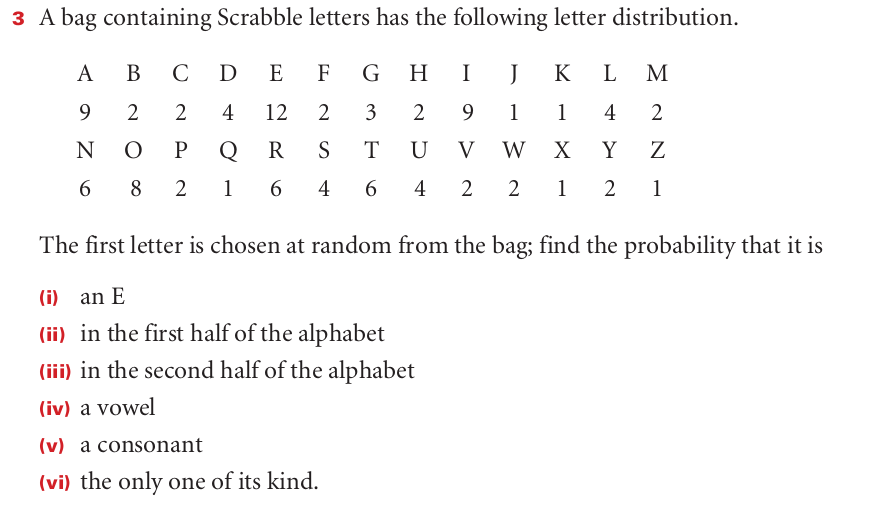 3 A bag containing Scrabble letters has the following letter distribution.
A B C D E F G H I J K L M
9 2 2 4 12 2 3 2 9 1 1 4 2
N O P Q R S T U V W X Y Z
6 8 2 1 6 4 6 4 2 2 1 2 1
The first letter is chosen at random from the bag; find the probability that it is
(i) an E
(ii) in the first half of the alphabet
(iii) in the second half of the alphabet
(iv) a vowel
(v) a consonant
(vi) the only one of its kind.